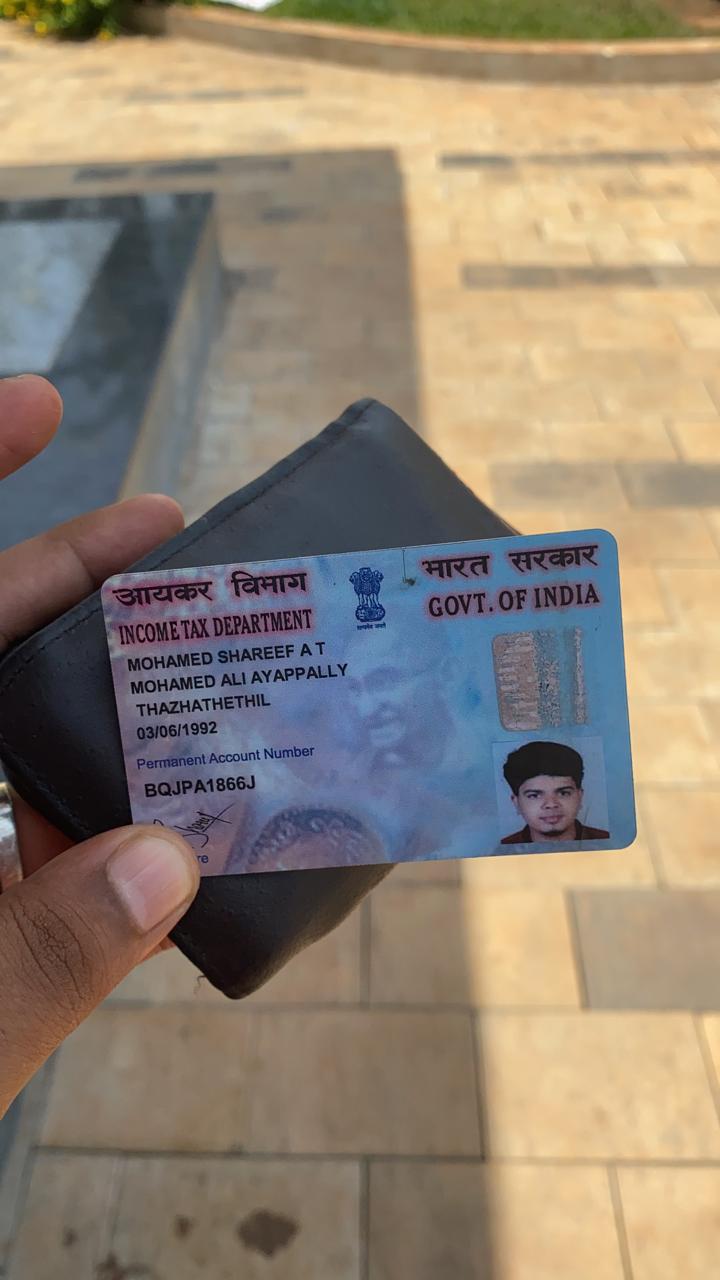 आयकर विभाग
भारत सरकार
INCOME TAX DEPARTMENT
GOVT. OF INDIA
सत्यमेव जयते
MOHAMED SHAREEF A T
MOHAMED ALI AYAPPALLY
THAZHATHETHIL
03/06/1992
Permanent Account Number
BQJPA1866J
re